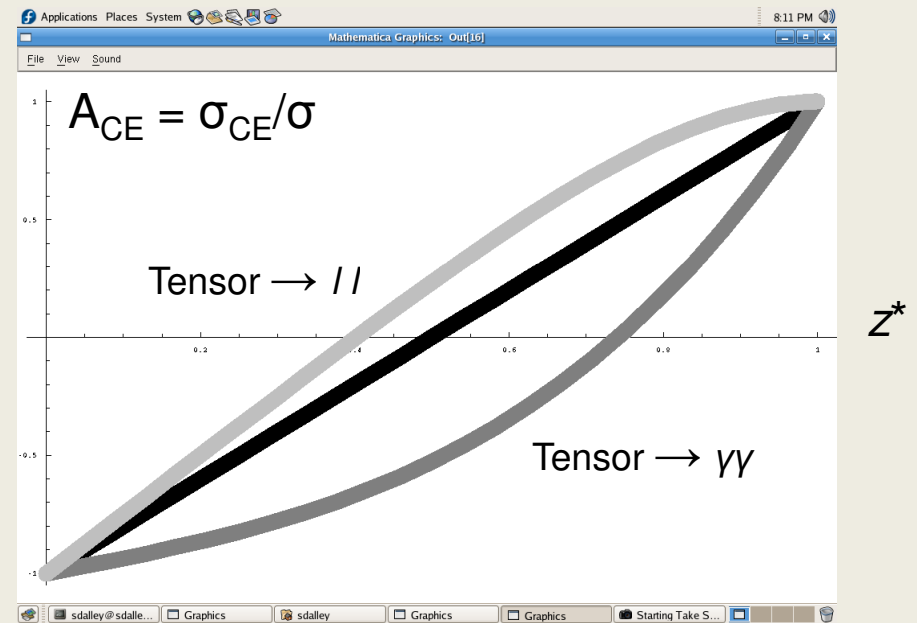 Applications Places System 8:11 PM
Mathematica Graphics: Out[16]
File View Sound
A_CE = σ_CE/σ
1
0.5
Tensor → l l
z*
0.2 0.4 0.6 0.8 1
-0.5
Tensor → γγ
-1
sdalley@sdalle... Graphics sdalley Graphics Graphics Starting Take S...